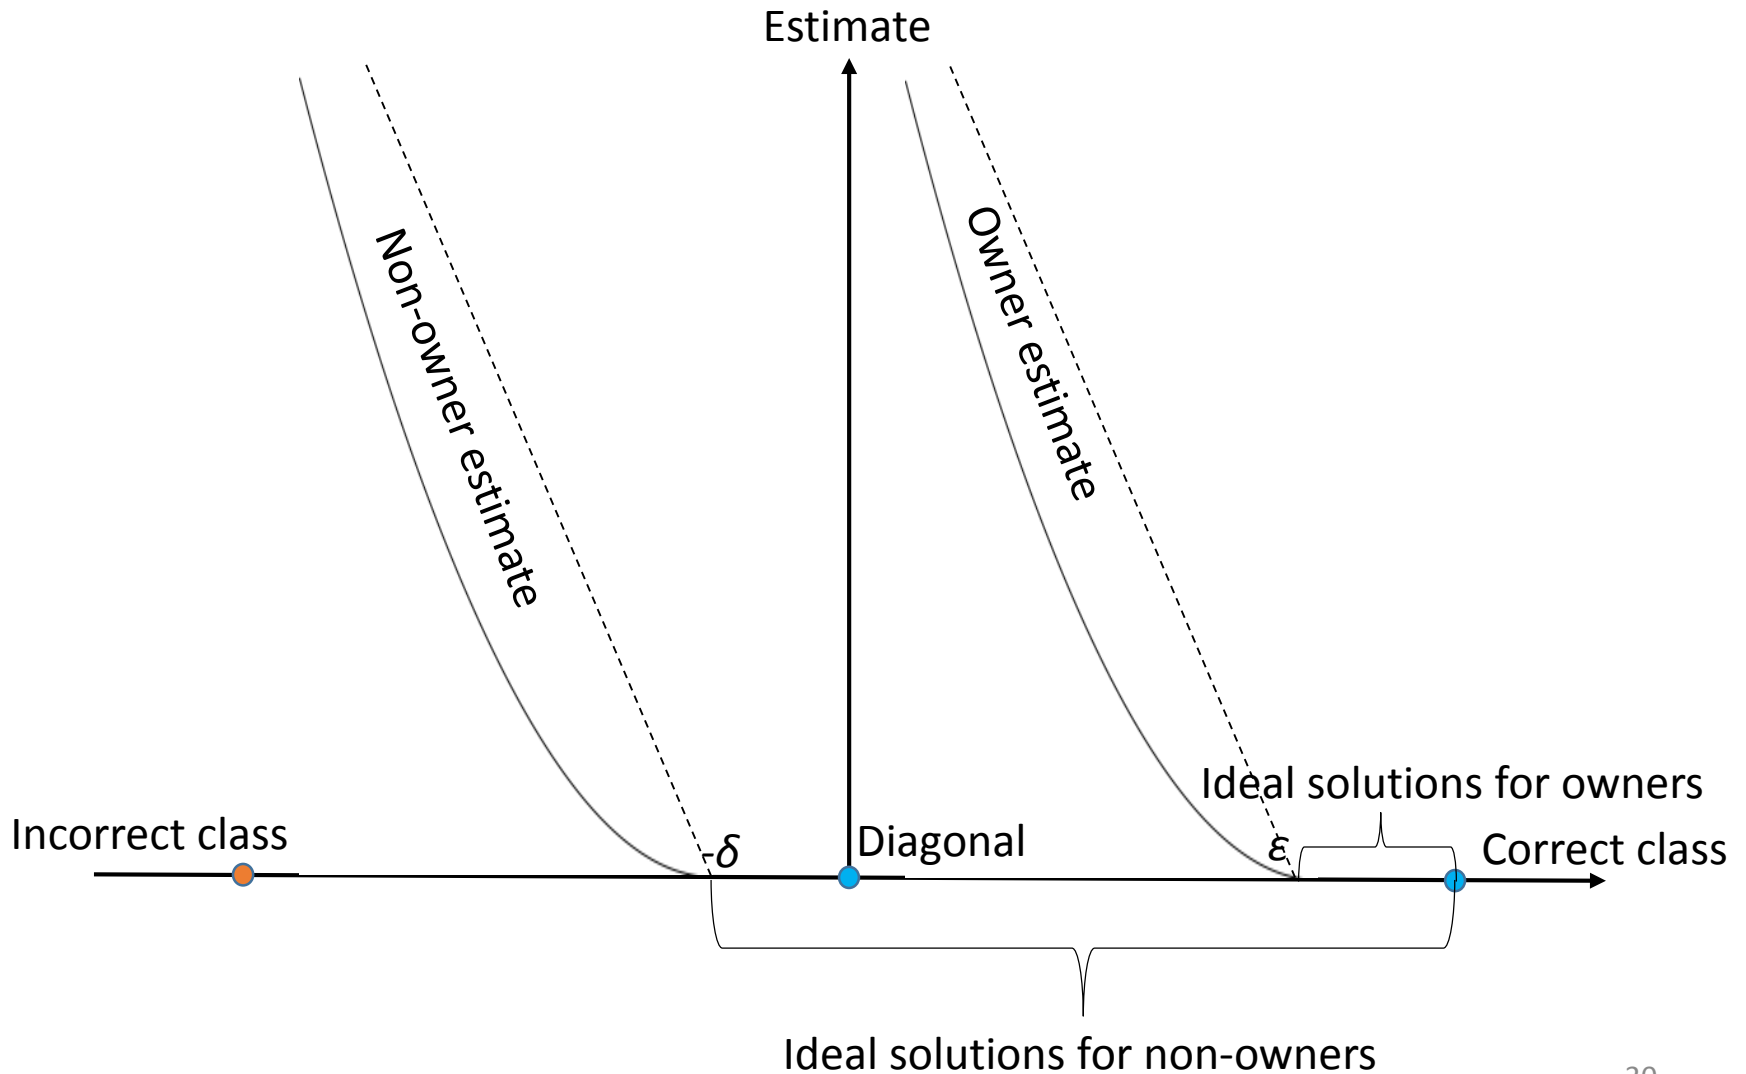 Estimate
Non-owner estimate
Owner estimate
Ideal solutions for owners
Incorrect class
-δ
Diagonal
ε
Correct class
Ideal solutions for non-owners